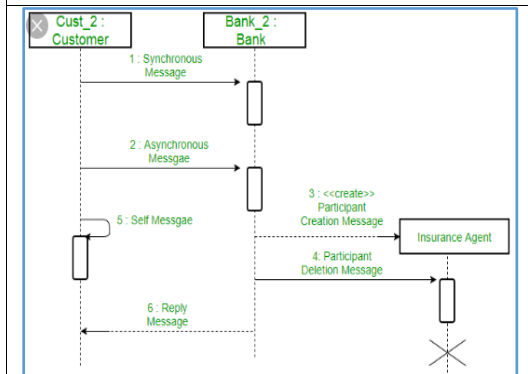 Cust_2 :
Customer
Bank_2 :
Bank
1 : Synchronous
Message
2 : Asynchronous
Messgae
3 : <<create>>
Participant
Creation Message
Insurance Agent
5 : Self Messgae
4: Participant
Deletion Message
6 : Reply
Message